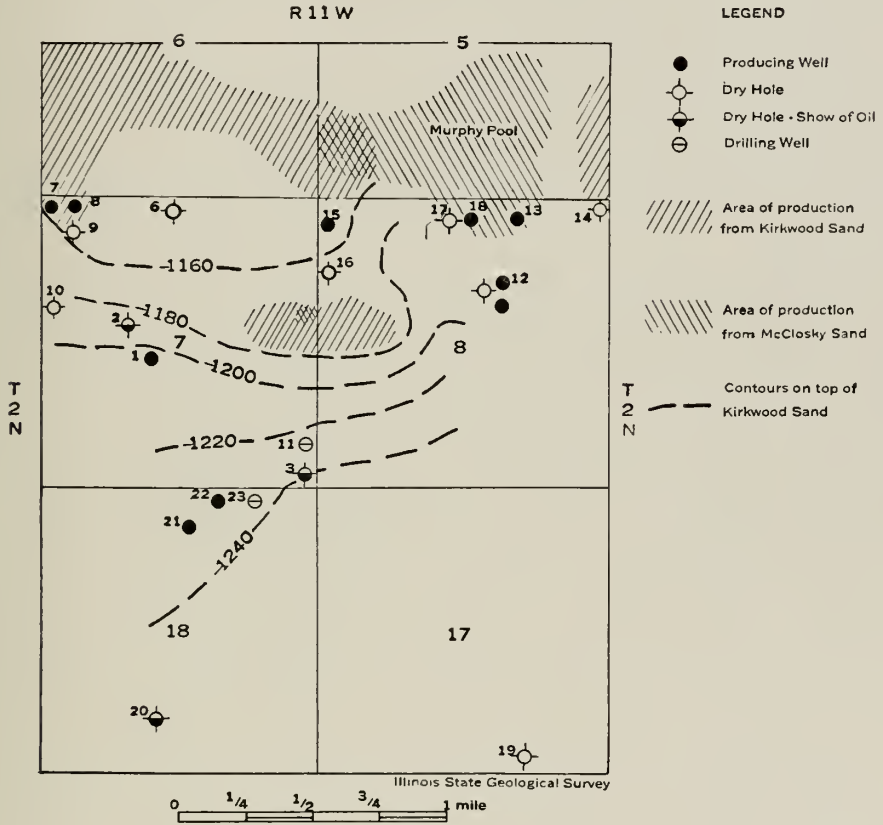 R 11 W
6 5
Murphy Pool
7 8 6 15 17 18 13 14
9
16
-1160
12
10
-1180
2
7 8
1
-1200
T
2
N
T
2
N
-1220
11
3
22 23
21
-1240
18 17
20
19
Illinois State Geological Survey
0 1/4 1/2 3/4 1 mile
LEGEND
Producing Well
Dry Hole
Dry Hole - Show of Oil
Drilling Well
Area of production
from Kirkwood Sand
Area of production
from McClosky Sand
Contours on top of
Kirkwood Sand